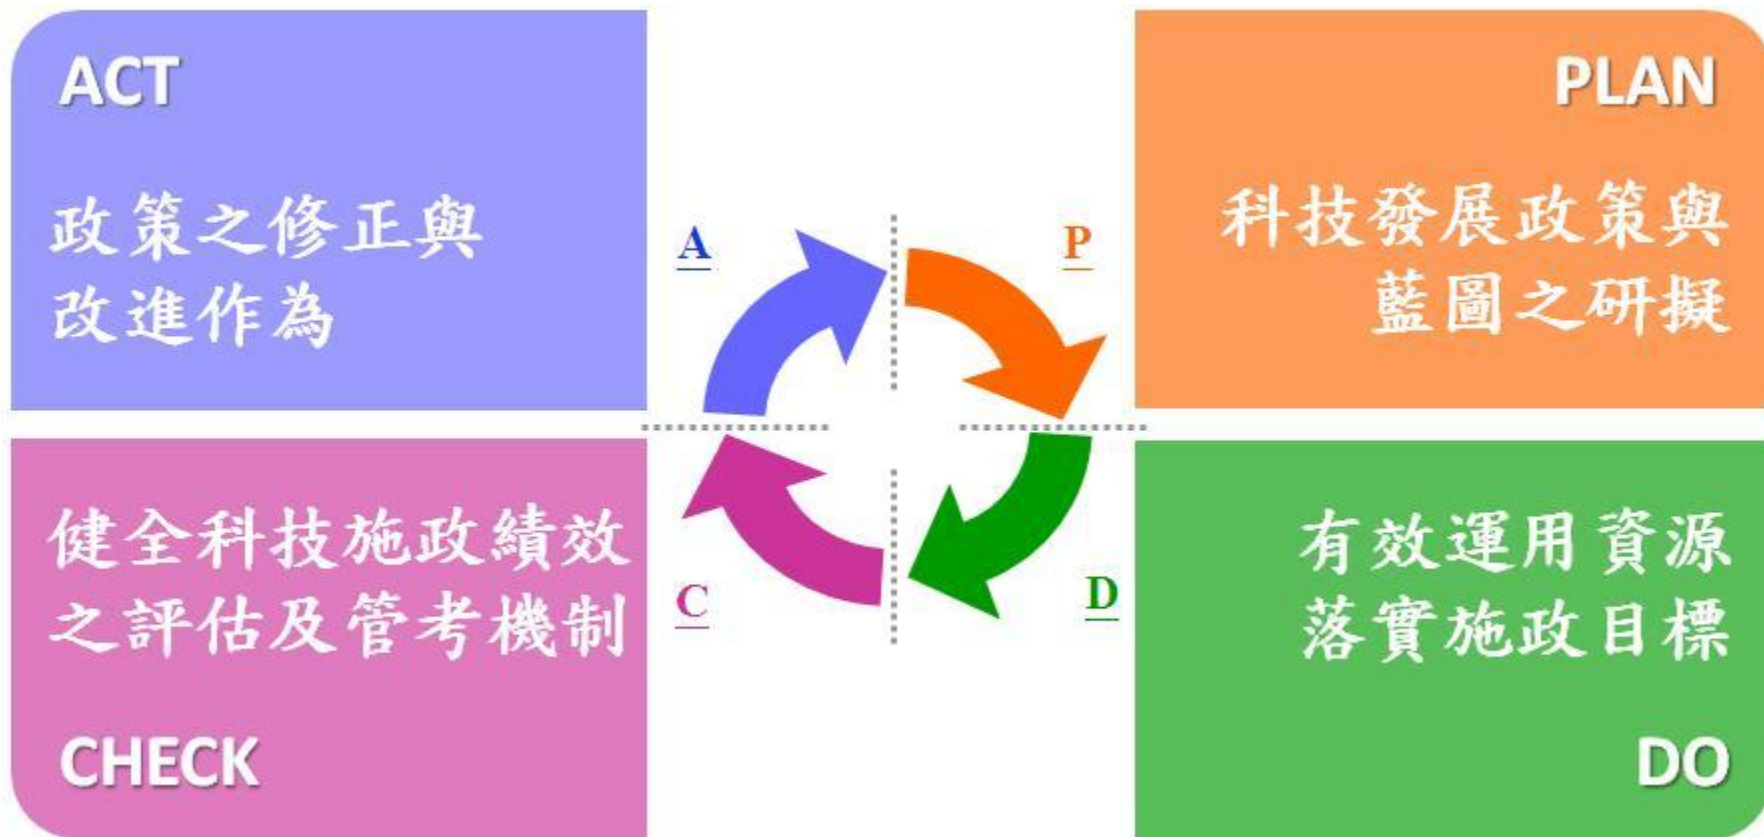 ACT
政策之修正與
改進作為
PLAN
科技發展政策與
藍圖之研擬
A
P
C
D
健全科技施政績效
之評估及管考機制
CHECK
有效運用資源
落實施政目標
DO